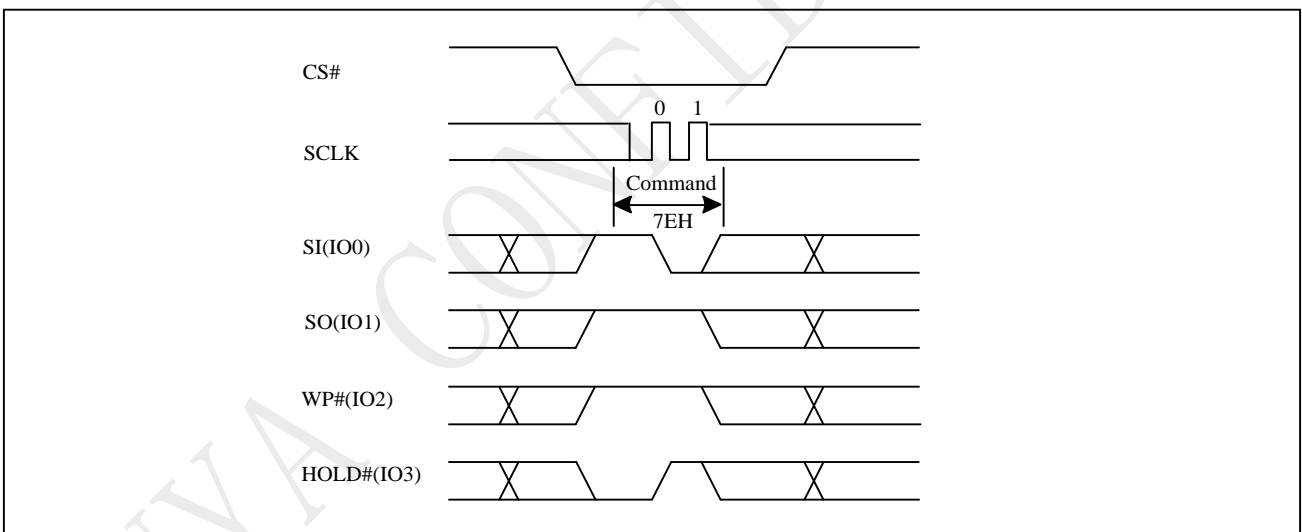 CS#
0 1
SCLK
Command
7EH
SI(IO0)
SO(IO1)
WP#(IO2)
HOLD#(IO3)